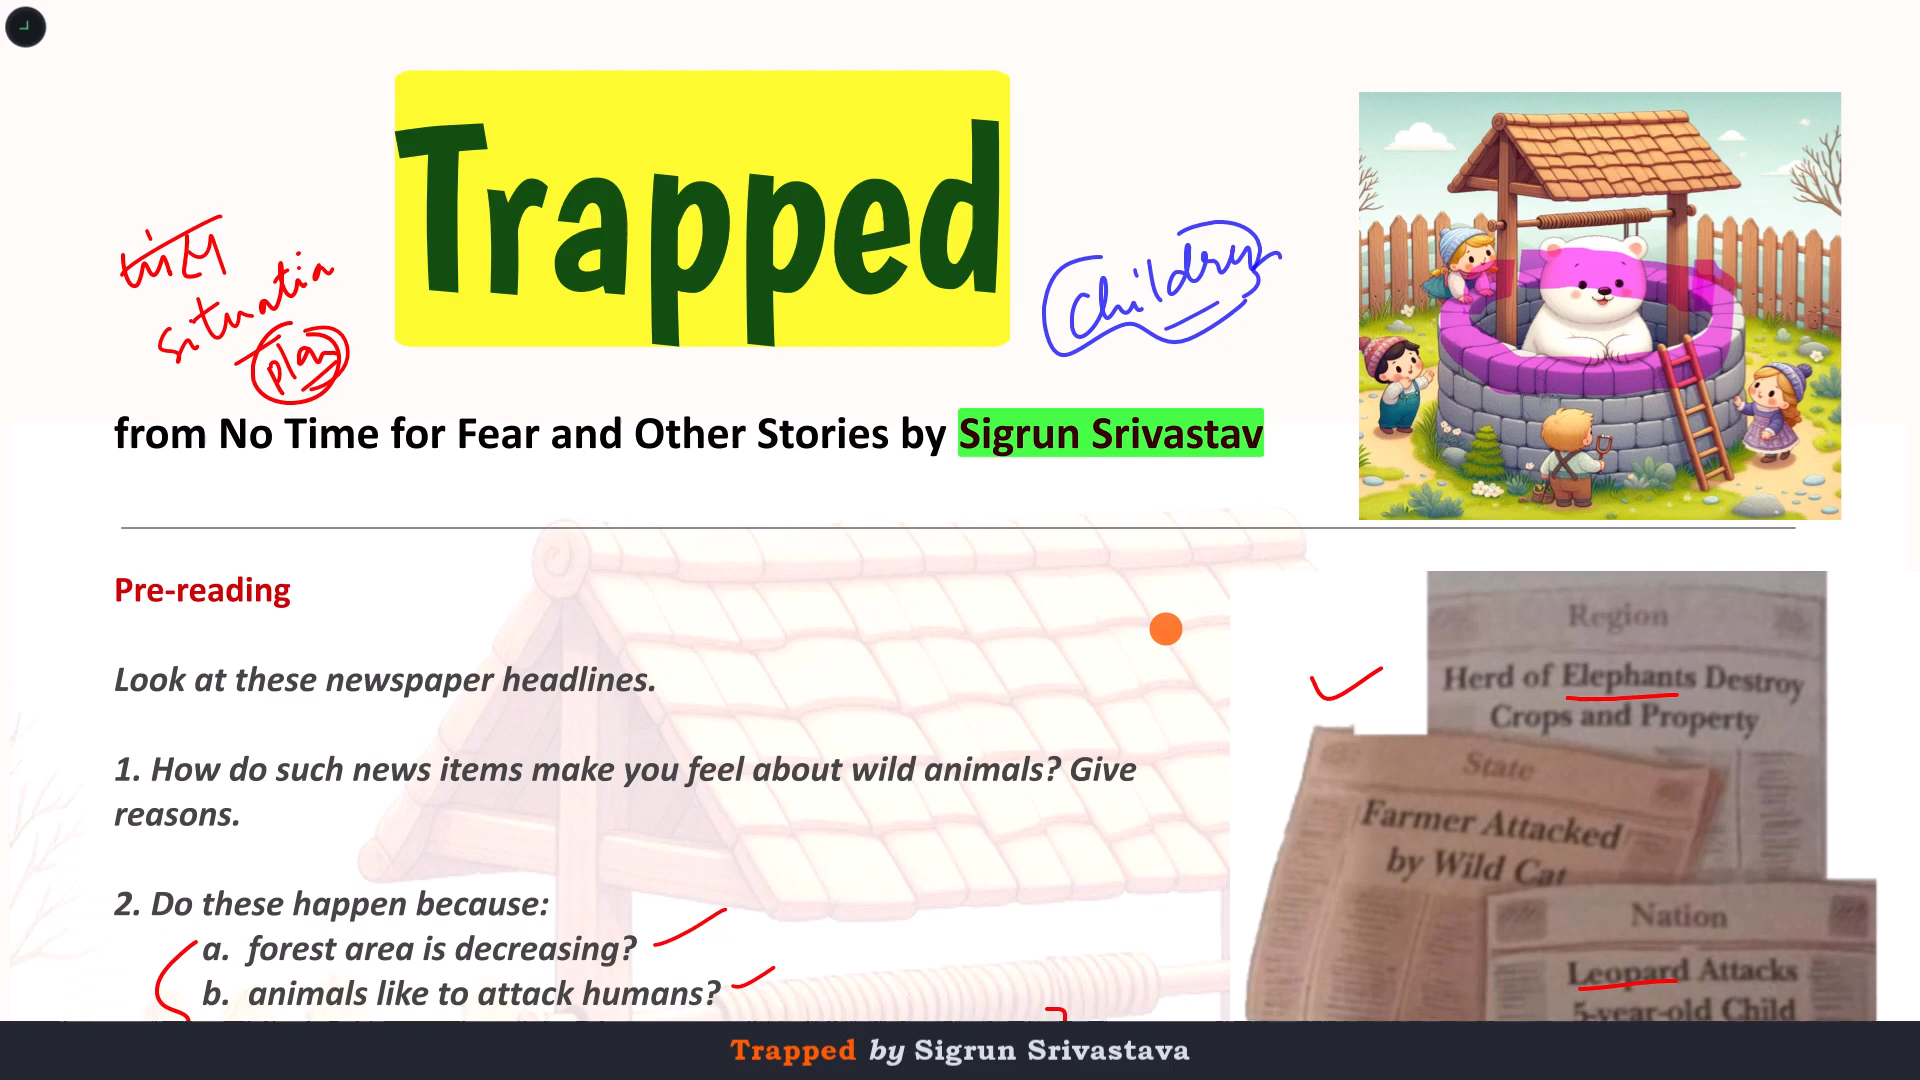 Trapped
situatio
plan
Children
from No Time for Fear and Other Stories by Sigrun Srivastav
Pre-reading
Look at these newspaper headlines.
1. How do such news items make you feel about wild animals? Give
reasons.
2. Do these happen because:
a. forest area is decreasing?
b. animals like to attack humans?
Region
Herd of Elephants Destroy
Crops and Property
State
Farmer Attacked
by Wild Cat
Nation
Leopard Attacks
5-year-old Child
Trapped by Sigrun Srivastava